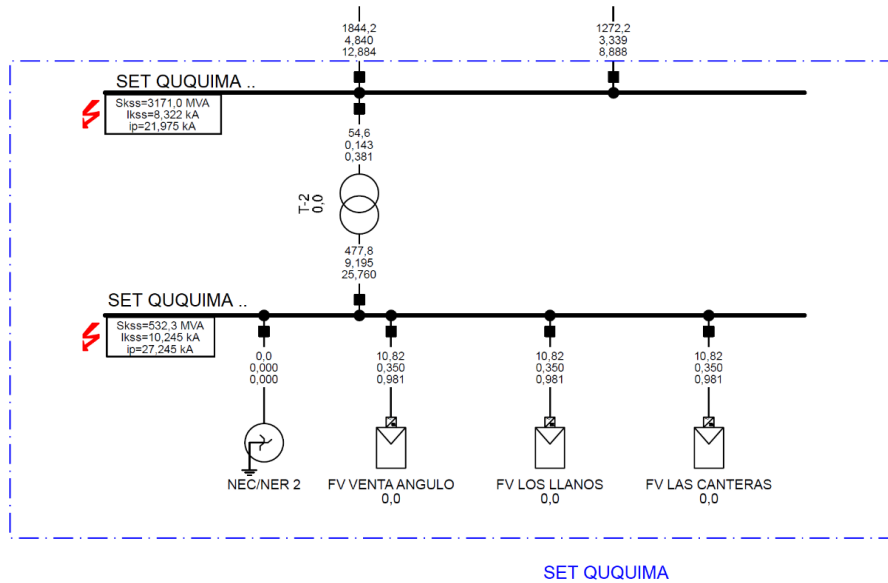 1844,2
4,840
12,884
1272,2
3,339
8,888
SET QUQUIMA ..
Skss=3171,0 MVA
Ikss=8,322 kA
ip=21,975 kA
54,6
0,143
0,381
T-2
0,0
477,8
9,195
25,760
SET QUQUIMA ..
Skss=532,3 MVA
Ikss=10,245 kA
ip=27,245 kA
0,0
0,000
0,000
10,82
0,350
0,981
10,82
0,350
0,981
10,82
0,350
0,981
NEC/NER 2
FV VENTA ANGULO
0,0
FV LOS LLANOS
0,0
FV LAS CANTERAS
0,0
SET QUQUIMA